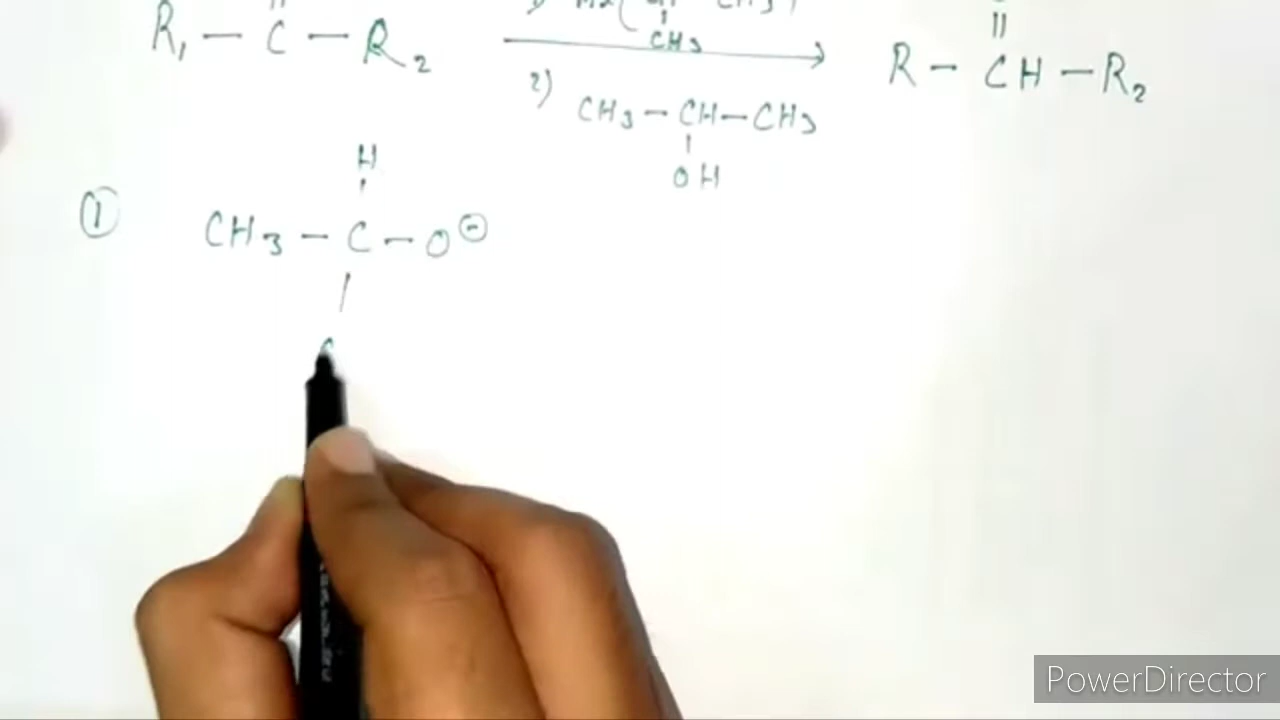 R₁ — C — R₂
CH₃
R — CH — R₂
2) CH₃ — CH — CH₃
OH
H
① CH₃ — C — O⊖
PowerDirector